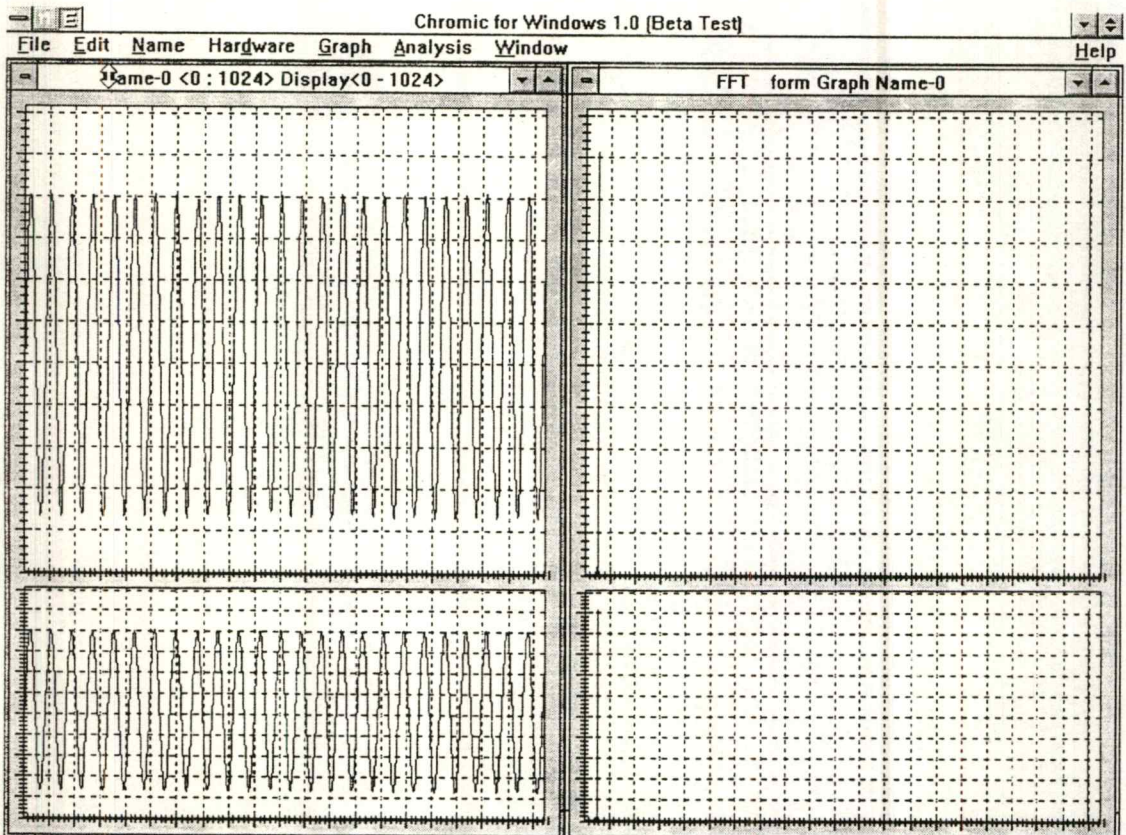 Chromic for Windows 1.0 (Beta Test)
File Edit Name Hardware Graph Analysis Window Help
ame-0 <0 : 1024> Display<0 - 1024>
FFT form Graph Name-0